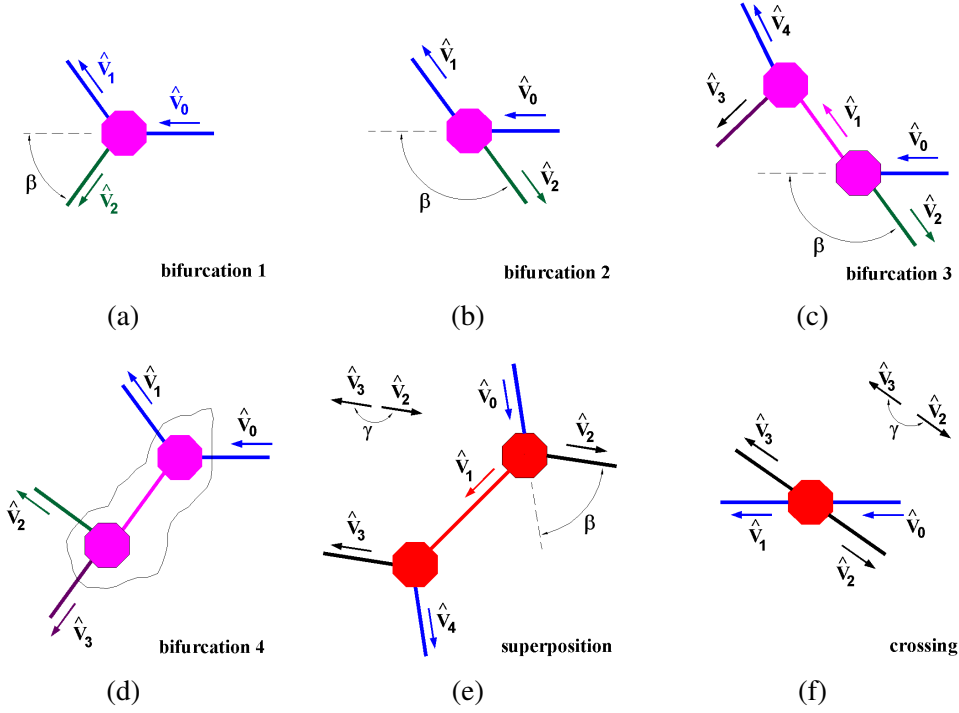 V̂1
V̂0
β
V̂2
bifurcation 1
(a)
V̂1
V̂0
β
V̂2
bifurcation 2
(b)
V̂4
V̂3
V̂1
V̂0
V̂2
β
bifurcation 3
(c)
V̂1
V̂0
V̂2
V̂3
bifurcation 4
(d)
V̂3
V̂2
γ
V̂0
V̂2
V̂1
β
V̂3
V̂4
superposition
(e)
V̂3
V̂2
γ
V̂3
V̂1
V̂0
V̂2
crossing
(f)